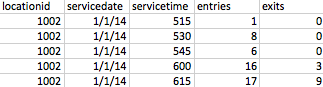 locationid servicedate servicetime entries exits
1002 1/1/14 515 1 0
1002 1/1/14 530 8 0
1002 1/1/14 545 6 0
1002 1/1/14 600 16 3
1002 1/1/14 615 17 9